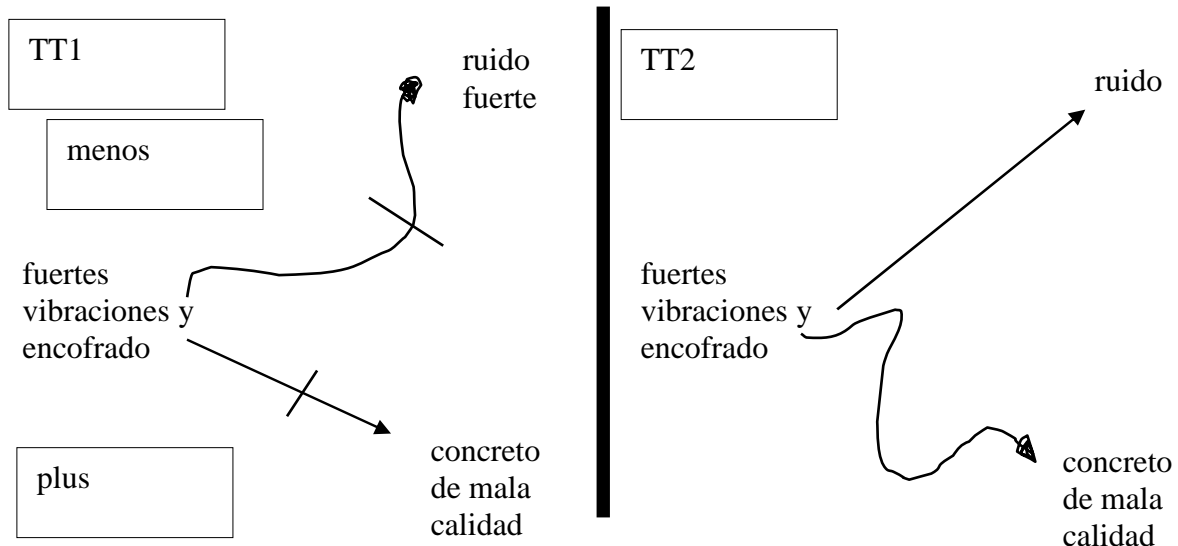 TT1
menos
ruido
fuerte
fuertes
vibraciones y
encofrado
plus
concreto
de mala
calidad
TT2
ruido
fuertes
vibraciones y
encofrado
concreto
de mala
calidad